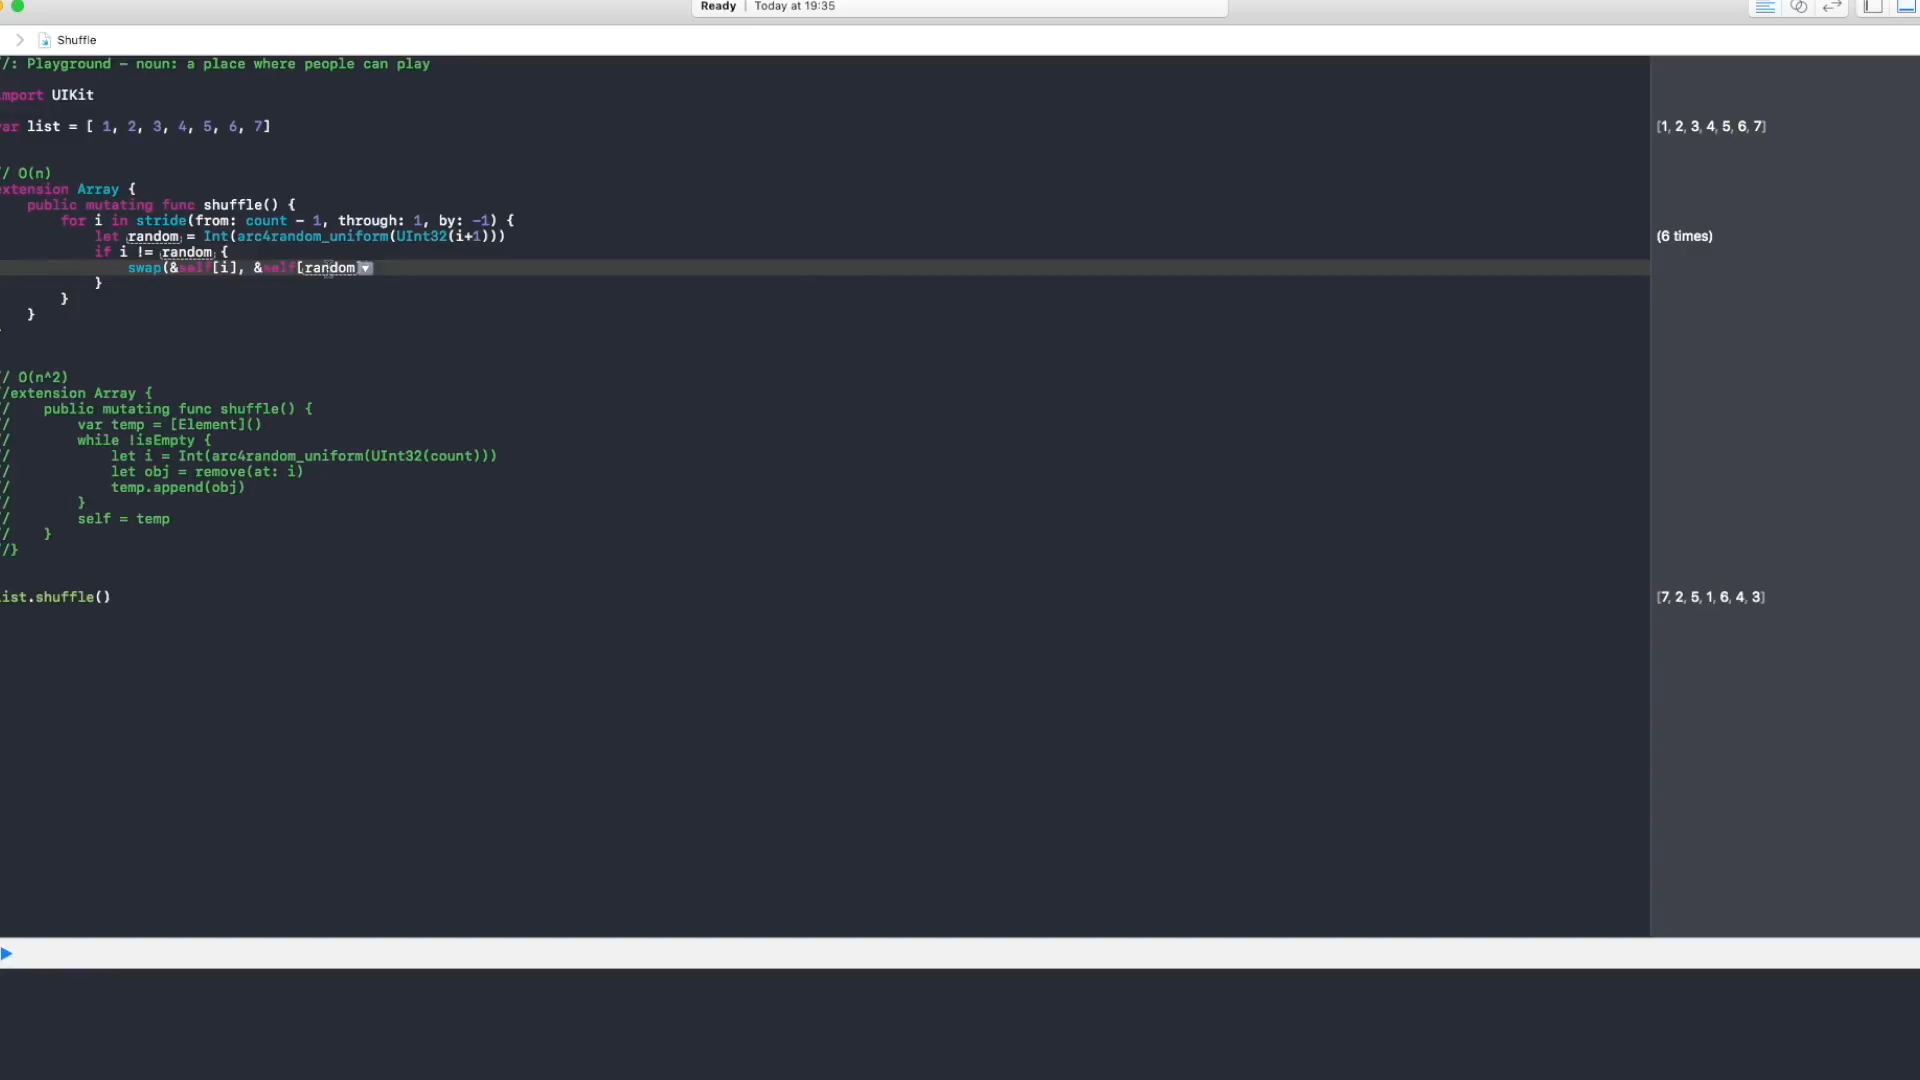 Ready | Today at 19:35
Shuffle
/: Playground - noun: a place where people can play
import UIKit
var list = [ 1, 2, 3, 4, 5, 6, 7]
[1, 2, 3, 4, 5, 6, 7]
/ O(n)
extension Array {
public mutating func shuffle() {
for i in stride(from: count - 1, through: 1, by: -1) {
let random = Int(arc4random_uniform(UInt32(i+1)))
(6 times)
if i != random {
swap(&self[i], &self[random
}
}
}
/ O(n^2)
//extension Array {
// public mutating func shuffle() {
// var temp = [Element]()
// while !isEmpty {
// let i = Int(arc4random_uniform(UInt32(count)))
// let obj = remove(at: i)
// temp.append(obj)
// }
// self = temp
// }
//}
list.shuffle()
[7, 2, 5, 1, 6, 4, 3]